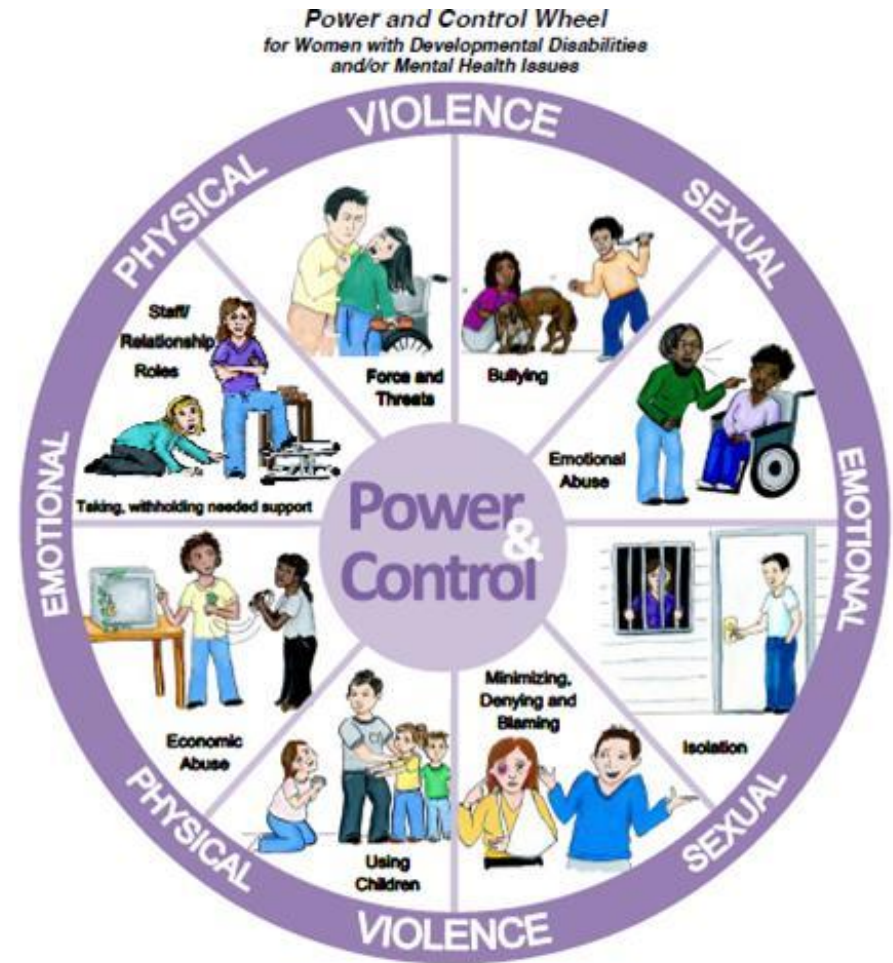 Power and Control Wheel
for Women with Developmental Disabilities
and/or Mental Health Issues
VIOLENCE
SEXUAL
EMOTIONAL
SEXUAL
VIOLENCE
PHYSICAL
EMOTIONAL
PHYSICAL
Force and
Threats
Bullying
Emotional
Abuse
Isolation
Minimizing,
Denying and
Blaming
Using
Children
Economic
Abuse
Staff/
Relationship
Roles
Taking, withholding needed support
Power
&
Control